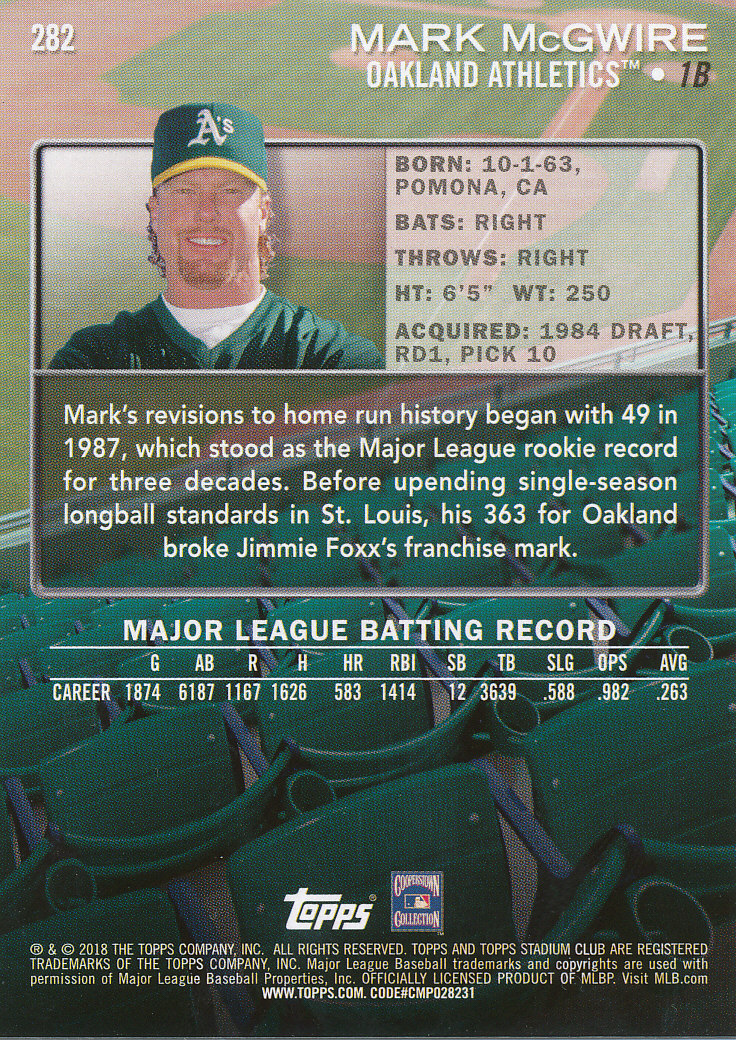 282
MARK McGWIRE
OAKLAND ATHLETICS™ • 1B
A's
BORN: 10-1-63,
POMONA, CA
BATS: RIGHT
THROWS: RIGHT
HT: 6'5" WT: 250
ACQUIRED: 1984 DRAFT,
RD1, PICK 10
Mark's revisions to home run history began with 49 in
1987, which stood as the Major League rookie record
for three decades. Before upending single-season
longball standards in St. Louis, his 363 for Oakland
broke Jimmie Foxx's franchise mark.
MAJOR LEAGUE BATTING RECORD
G AB R H HR RBI SB TB SLG OPS AVG
CAREER 1874 6187 1167 1626 583 1414 12 3639 .588 .982 .263
Topps®
COOPERSTOWN
COLLECTION™
® & © 2018 THE TOPPS COMPANY, INC. ALL RIGHTS RESERVED. TOPPS AND TOPPS STADIUM CLUB ARE REGISTERED
TRADEMARKS OF THE TOPPS COMPANY, INC. Major League Baseball trademarks and copyrights are used with
permission of Major League Baseball Properties, Inc. OFFICIALLY LICENSED PRODUCT OF MLBP. Visit MLB.com
WWW.TOPPS.COM. CODE#CMP028231